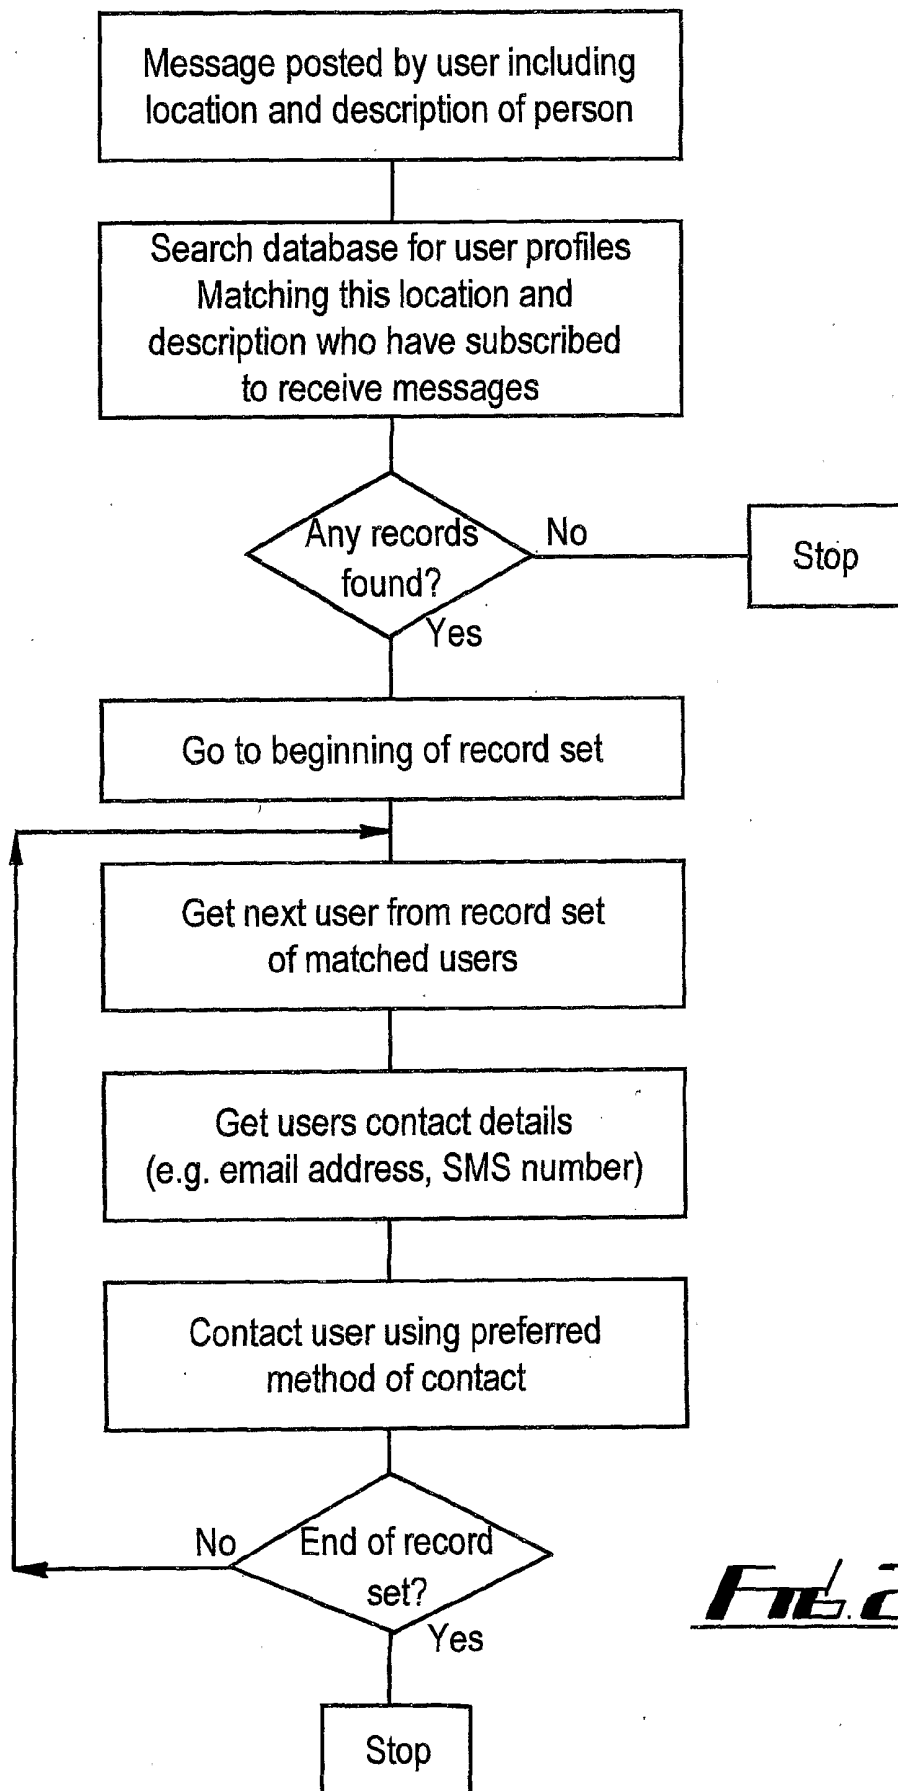 Message posted by user including
location and description of person
Search database for user profiles
Matching this location and
description who have subscribed
to receive messages
Any records
found?
No
Stop
Yes
Go to beginning of record set
Get next user from record set
of matched users
Get users contact details
(e.g. email address, SMS number)
Contact user using preferred
method of contact
No
End of record
set?
Yes
Stop